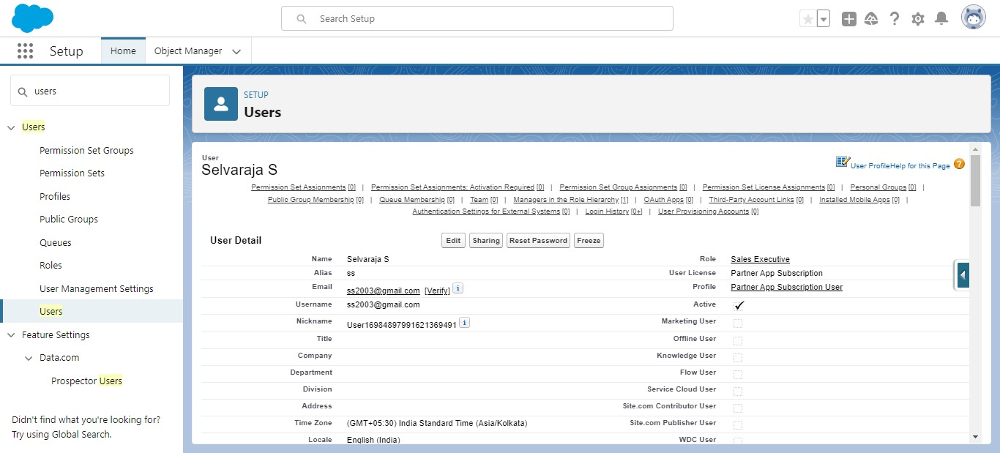 Search Setup
Setup
Home
Object Manager
users
Users
Permission Set Groups
Permission Sets
Profiles
Public Groups
Queues
Roles
User Management Settings
Users
Feature Settings
Data.com
Prospector Users
Didn't find what you're looking for?
Try using Global Search.
SETUP
Users
User
Selvaraja S
User Profile Help for this Page ?
Permission Set Assignments [0] | Permission Set Assignments: Activation Required [0] | Permission Set Group Assignments [0] | Permission Set License Assignments [0] | Personal Groups [0] |
Public Group Membership [0] | Queue Membership [0] | Team [0] | Managers in the Role Hierarchy [1] | OAuth Apps [0] | Third-Party Account Links [0] | Installed Mobile Apps [0] |
Authentication Settings for External Systems [0] | Login History [0+] | User Provisioning Accounts [0]
User Detail Edit Sharing Reset Password Freeze
Name Selvaraja S Role Sales Executive
Alias ss User License Partner App Subscription
Email ss2003@gmail.com [Verify] i Profile Partner App Subscription User
Username ss2003@gmail.com Active ✓
Nickname User16984897991621369491 i Marketing User
Title Offline User
Company Knowledge User
Department Flow User
Division Service Cloud User
Address Site.com Contributor User
Time Zone (GMT+05:30) India Standard Time (Asia/Kolkata) Site.com Publisher User
Locale English (India) WDC User